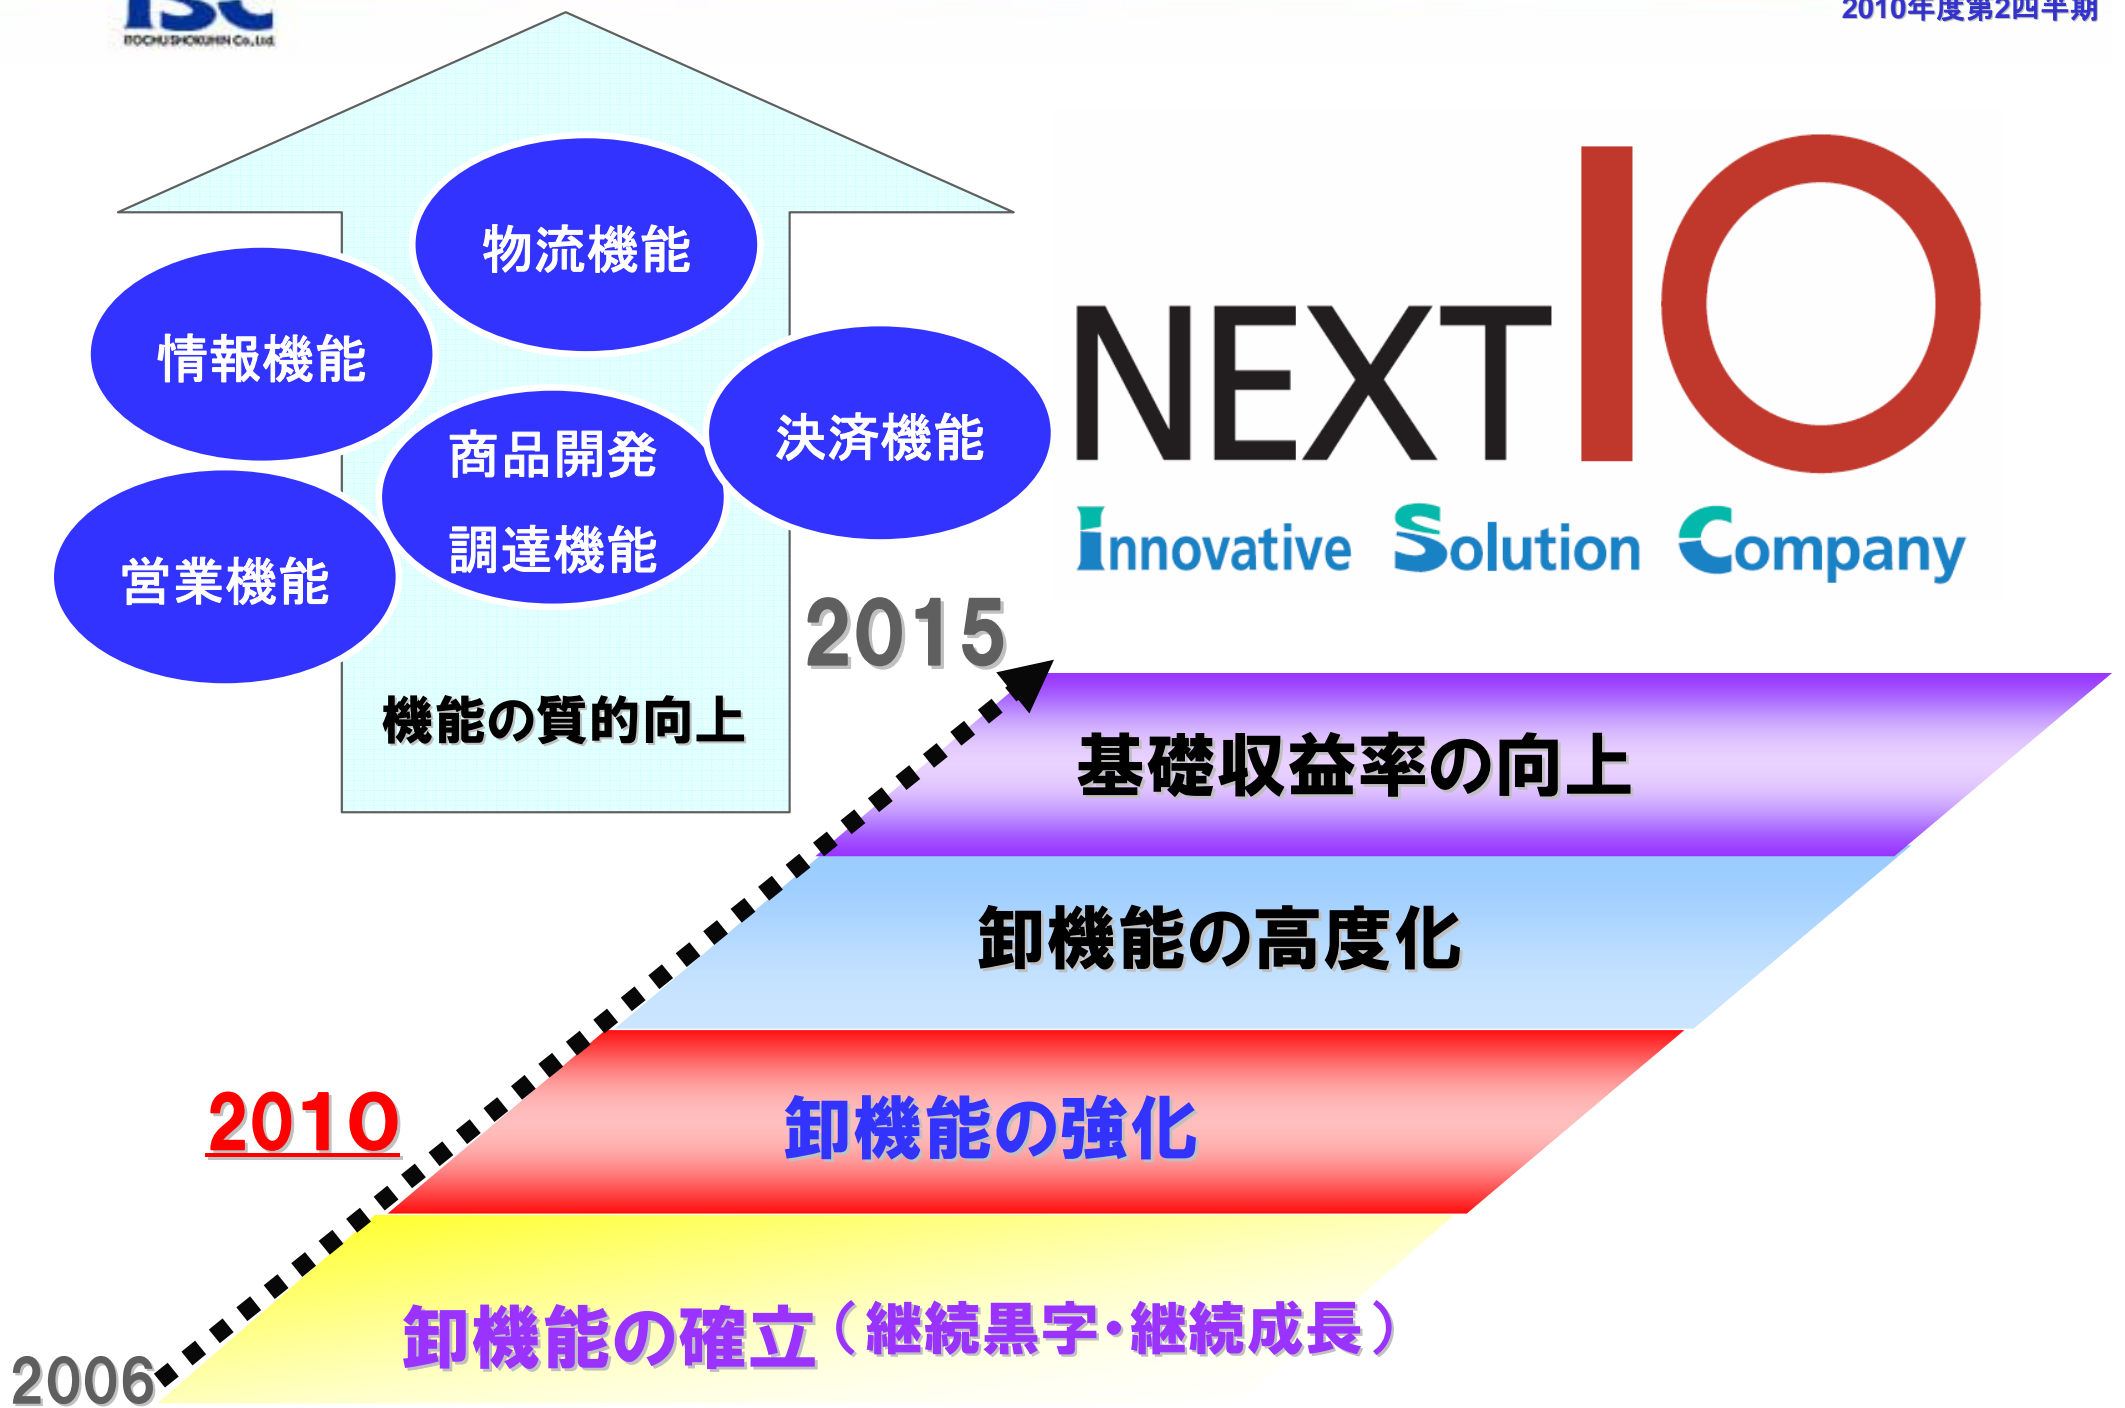 ISC
ITOCHU SHOKUHIN Co.,Ltd.
2010年度第2四半期
物流機能
情報機能
決済機能
商品開発
調達機能
営業機能
機能の質的向上
NEXT10
Innovative Solution Company
2015
基礎収益率の向上
卸機能の高度化
2010
卸機能の強化
卸機能の確立（継続黒字・継続成長）
2006